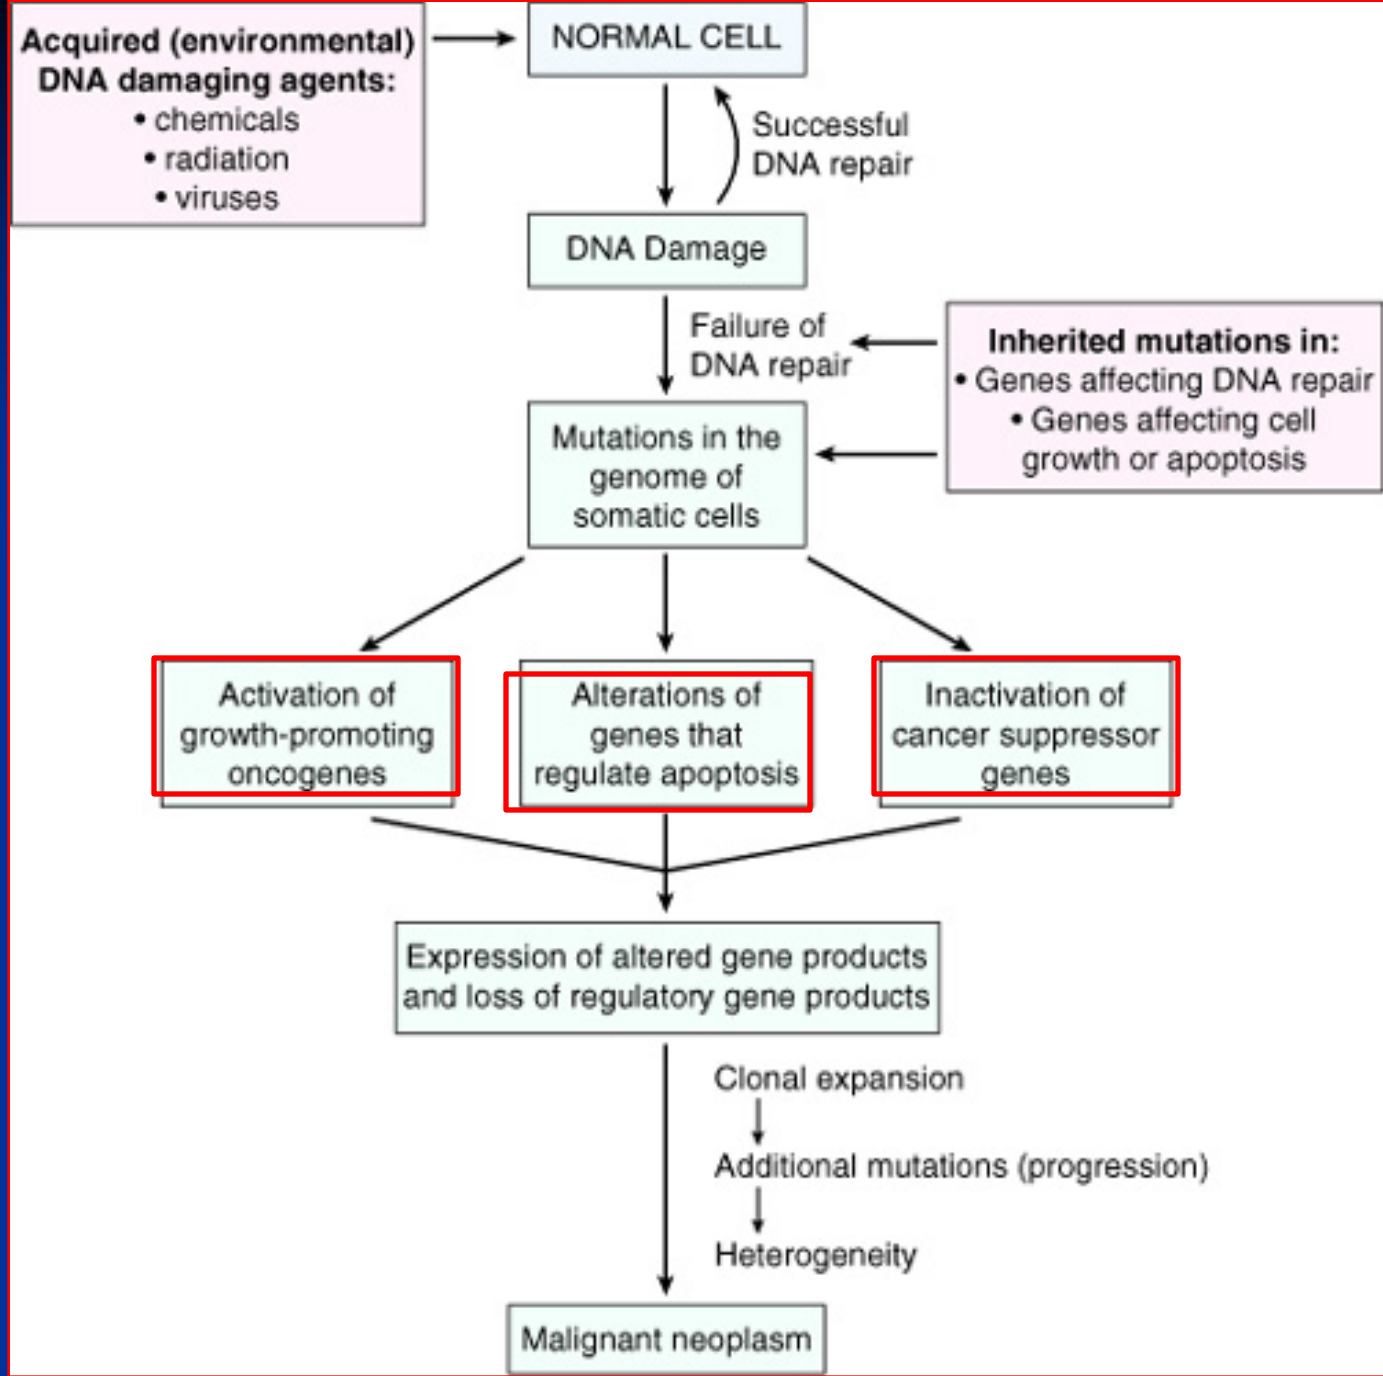 Acquired (environmental)
DNA damaging agents:
• chemicals
• radiation
• viruses
NORMAL CELL
Successful
DNA repair
DNA Damage
Failure of
DNA repair
Inherited mutations in:
• Genes affecting DNA repair
• Genes affecting cell
growth or apoptosis
Mutations in the
genome of
somatic cells
Activation of
growth-promoting
oncogenes
Alterations of
genes that
regulate apoptosis
Inactivation of
cancer suppressor
genes
Expression of altered gene products
and loss of regulatory gene products
Clonal expansion
Additional mutations (progression)
Heterogeneity
Malignant neoplasm